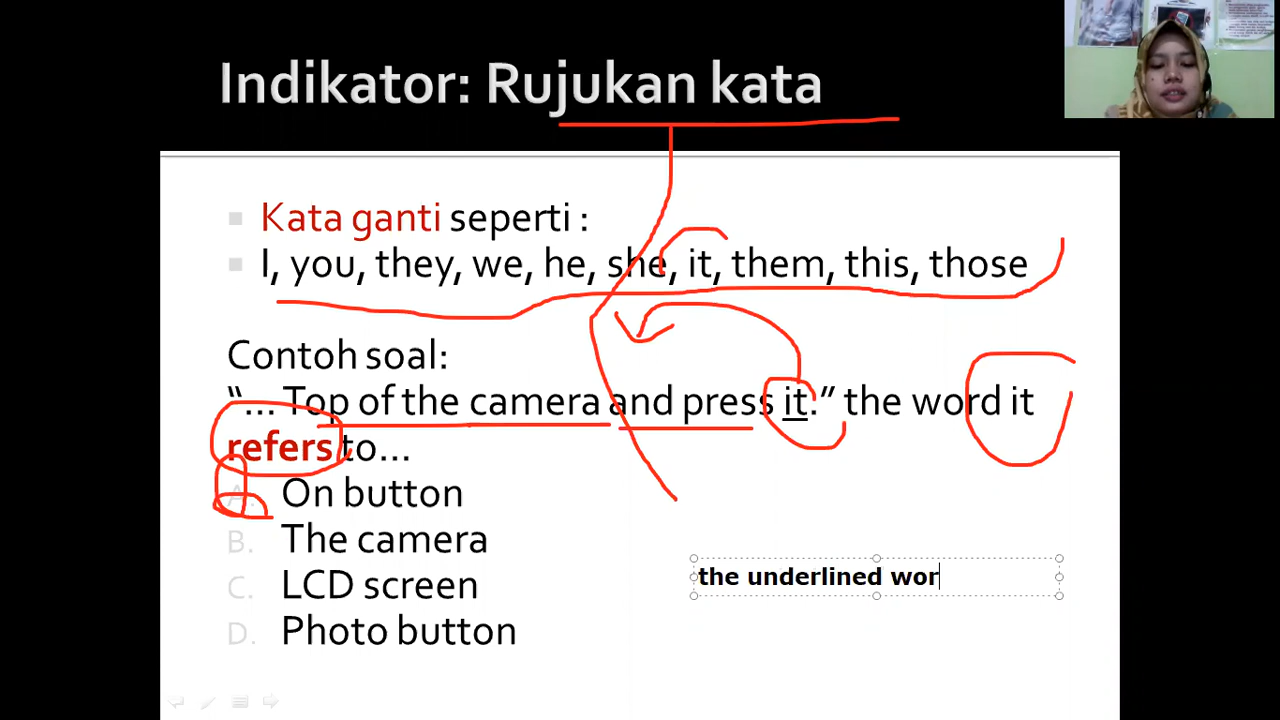 Indikator: Rujukan kata
Kata ganti seperti :
I, you, they, we, he, she, it, them, this, those
Contoh soal:
“... Top of the camera and press it.” the word it
refers to...
A. On button
B. The camera
C. LCD screen
D. Photo button
the underlined wor